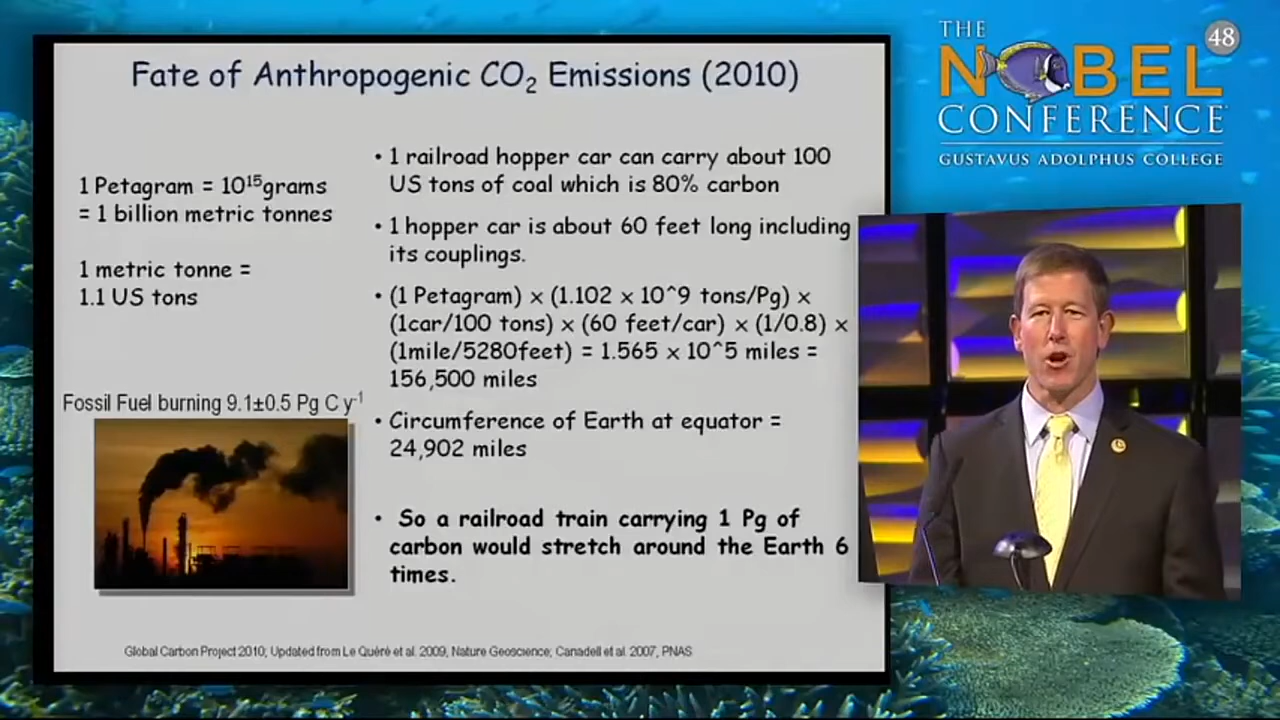 Fate of Anthropogenic CO₂ Emissions (2010)
1 Petagram = 10¹⁵grams
= 1 billion metric tonnes
1 metric tonne =
1.1 US tons
Fossil Fuel burning 9.1±0.5 Pg C y⁻¹
• 1 railroad hopper car can carry about 100
US tons of coal which is 80% carbon
• 1 hopper car is about 60 feet long including
its couplings.
• (1 Petagram) x (1.102 x 10^9 tons/Pg) x
(1car/100 tons) x (60 feet/car) x (1/0.8) x
(1mile/5280feet) = 1.565 x 10^5 miles =
156,500 miles
• Circumference of Earth at equator =
24,902 miles
• So a railroad train carrying 1 Pg of
carbon would stretch around the Earth 6
times.
Global Carbon Project 2010; Updated from Le Quéré et al. 2009, Nature Geoscience; Canadell et al. 2007, PNAS
THE
NOBEL
48
CONFERENCE
GUSTAVUS ADOLPHUS COLLEGE